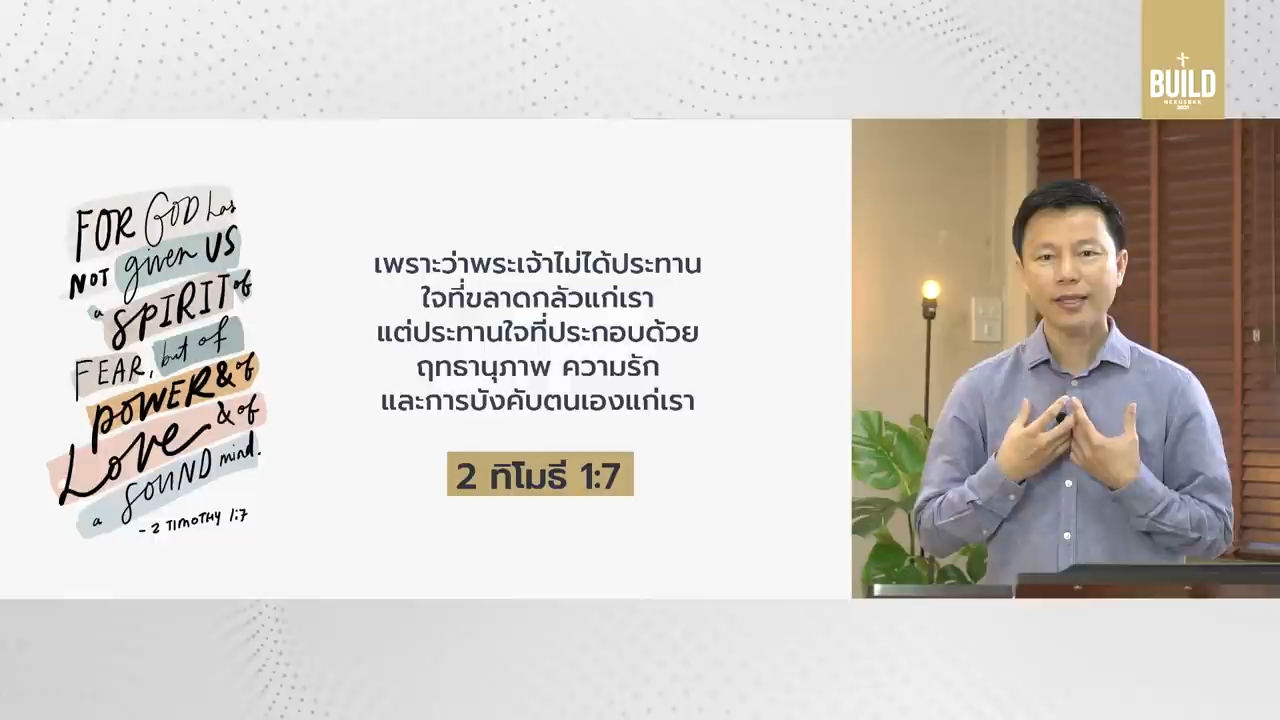 BUILD
NEXUSBKK
2021
FOR GOD has
NOT given US
a SPIRIT of
FEAR, but of
POWER & of
Love & of
a SOUND mind.
- 2 TIMOTHY 1:7
เพราะว่าพระเจ้าไม่ได้ประทาน
ใจที่ขลาดกลัวแก่เรา
แต่ประทานใจที่ประกอบด้วย
ฤทธานุภาพ ความรัก
และการบังคับตนเองแก่เรา
2 ทิโมธี 1:7